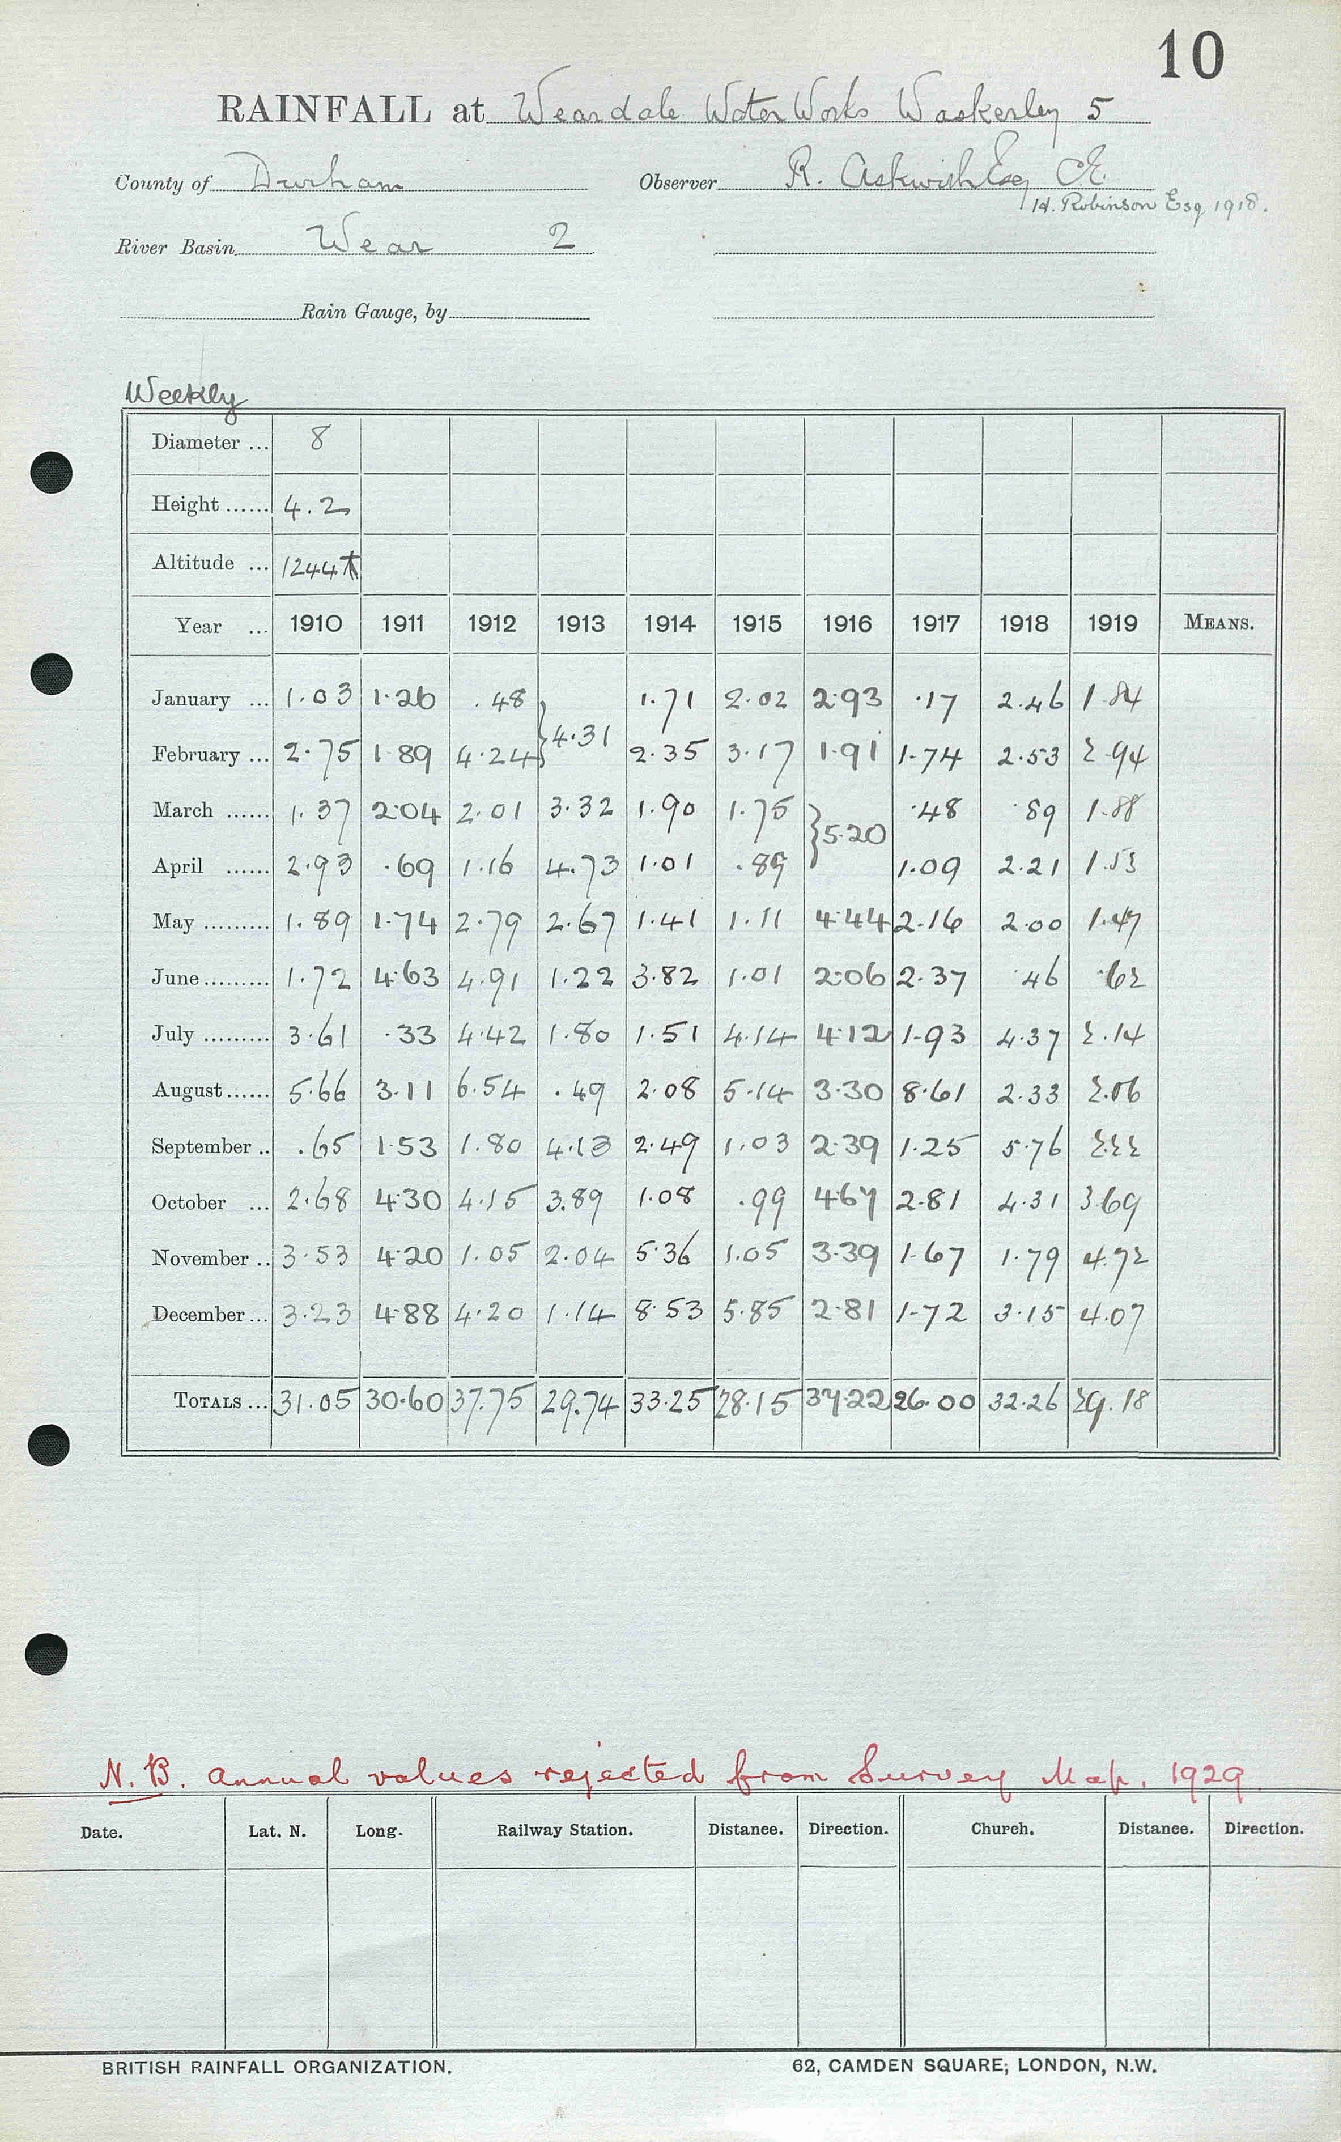 10
RAINFALL at Weardale Water Works Waskerley 5
County of Durham Observer R. Askwith Esq CE
H. Robinson Esq 1918.
River Basin Wear 2
Rain Gauge, by
Weekly
Diameter ... 8
Height ...... 4.2
Altitude ... 1244
Year ... 1910 1911 1912 1913 1914 1915 1916 1917 1918 1919 MEANS.
January ... 1.03 1.26 .48 1.71 2.02 2.93 .17 2.46 1.84
4.31
February ... 2.75 1.89 4.24 2.35 3.17 1.91 1.74 2.53 2.94
March ...... 1.37 2.04 2.01 3.32 1.90 1.75 .48 .89 1.88
5.20
April ...... 2.93 .69 1.16 4.73 1.01 .89 1.09 2.21 1.53
May ......... 1.89 1.74 2.79 2.67 1.41 1.11 4.44 2.16 2.00 1.47
June ......... 1.72 4.63 4.91 1.22 3.82 1.01 2.06 2.37 .46 .62
July ......... 3.61 .33 4.42 1.80 1.51 4.14 4.12 1.93 4.37 2.14
August ...... 5.66 3.11 6.54 .49 2.08 5.14 3.30 8.61 2.33 2.06
September .. .65 1.53 1.80 4.13 2.49 1.03 2.39 1.25 5.76 2.22
October ... 2.68 4.30 4.15 3.89 1.08 .99 4.67 2.81 4.31 3.69
November .. 3.53 4.20 1.05 2.04 5.36 1.05 3.39 1.67 1.79 4.72
December ... 3.23 4.88 4.20 1.14 8.53 5.85 2.81 1.72 3.15 4.07
TOTALS ... 31.05 30.60 37.75 29.74 33.25 28.15 37.22 26.00 32.26 29.18
N.B. Annual values rejected from Survey Map, 1929
Date. Lat. N. Long. Railway Station. Distance. Direction. Church. Distance. Direction.
BRITISH RAINFALL ORGANIZATION. 62, CAMDEN SQUARE; LONDON, N.W.